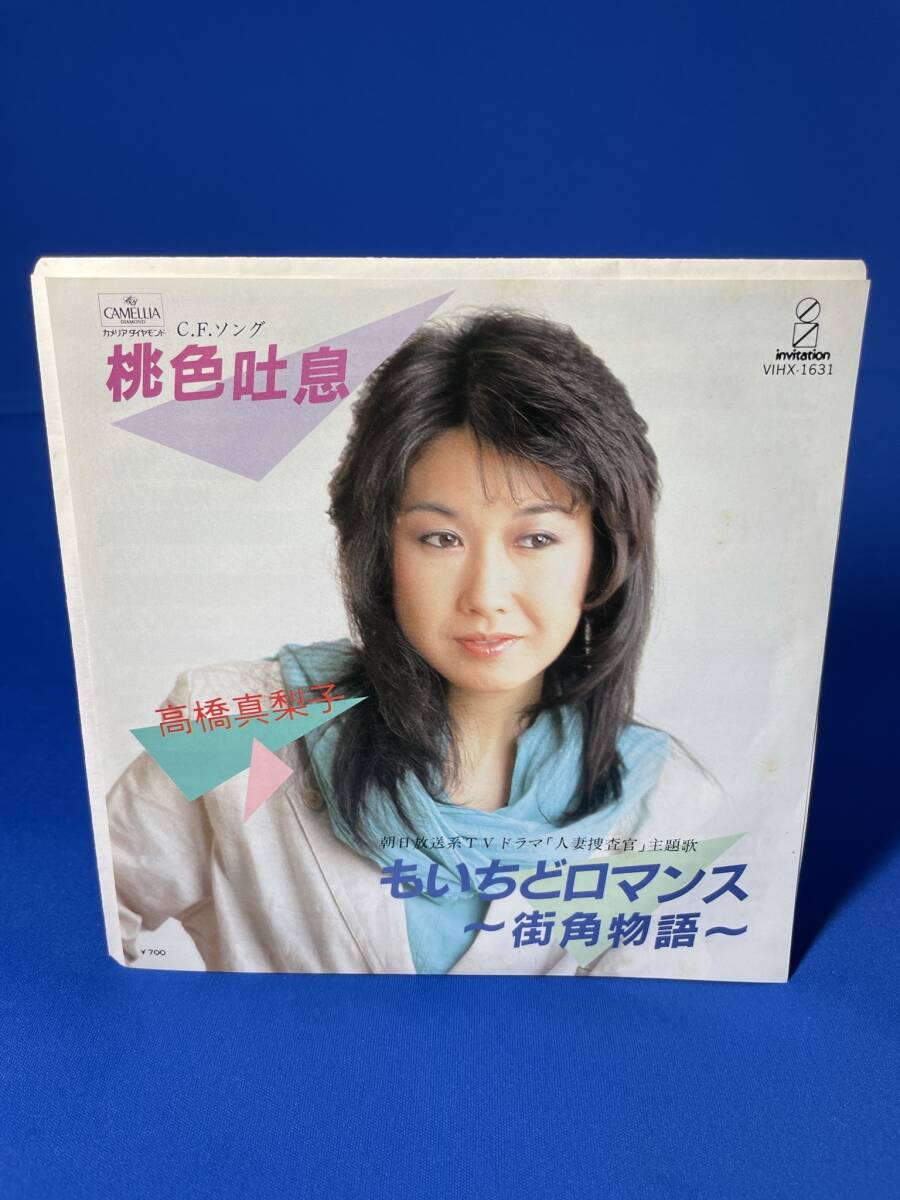 CAMELLIA
DIAMOND
カメリアダイヤモンド
C.F.ソング
桃色吐息
invitation
VIHX-1631
高橋真梨子
朝日放送系TVドラマ「人妻捜査官」主題歌
もいちどロマンス
～街角物語～
¥700